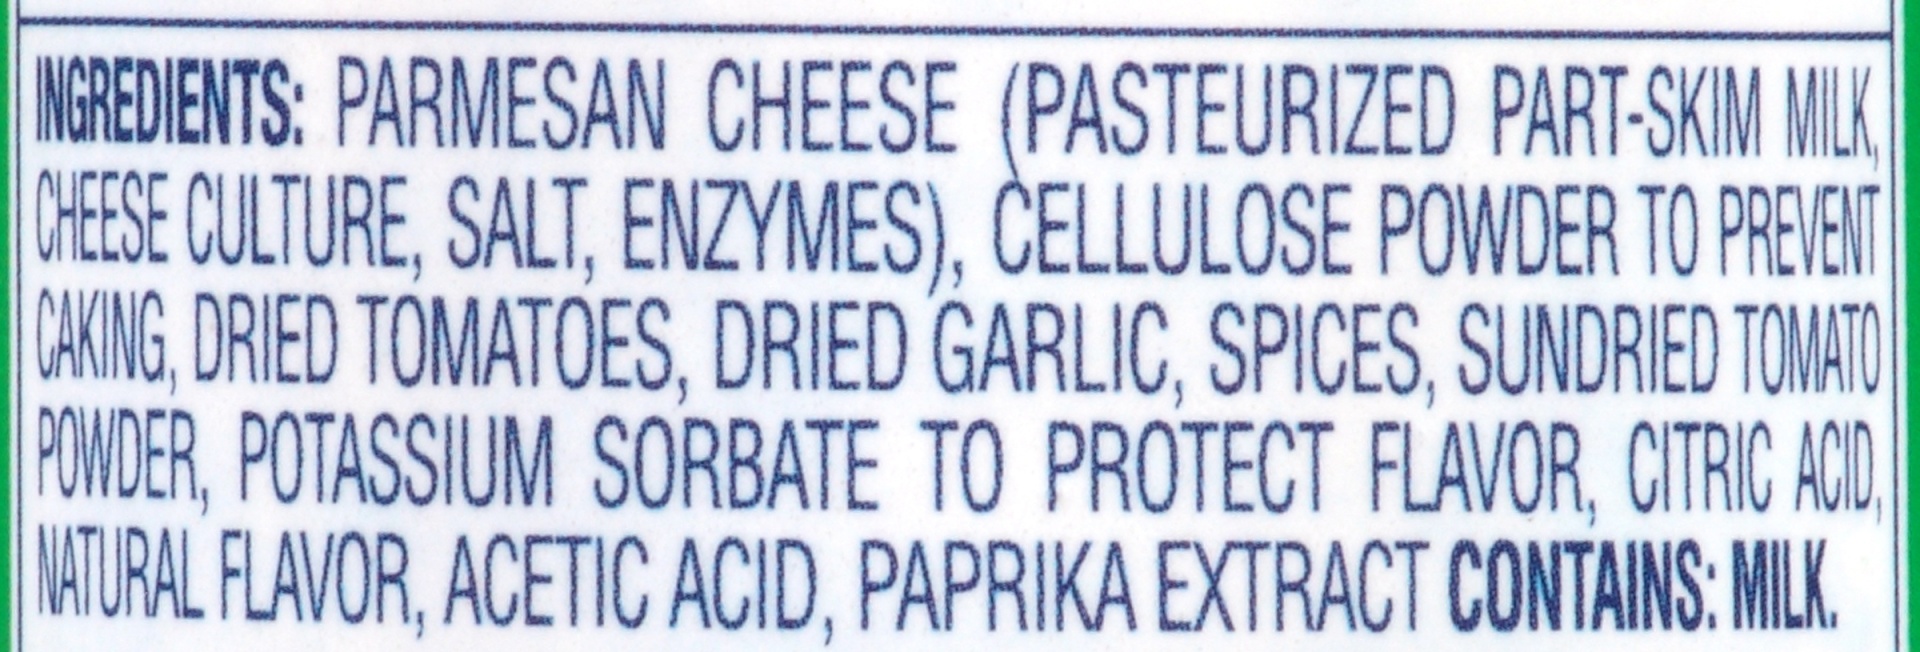 INGREDIENTS: PARMESAN CHEESE (PASTEURIZED PART-SKIM MILK,
CHEESE CULTURE, SALT, ENZYMES), CELLULOSE POWDER TO PREVENT
CAKING, DRIED TOMATOES, DRIED GARLIC, SPICES, SUNDRIED TOMATO
POWDER, POTASSIUM SORBATE TO PROTECT FLAVOR, CITRIC ACID,
NATURAL FLAVOR, ACETIC ACID, PAPRIKA EXTRACT CONTAINS: MILK.